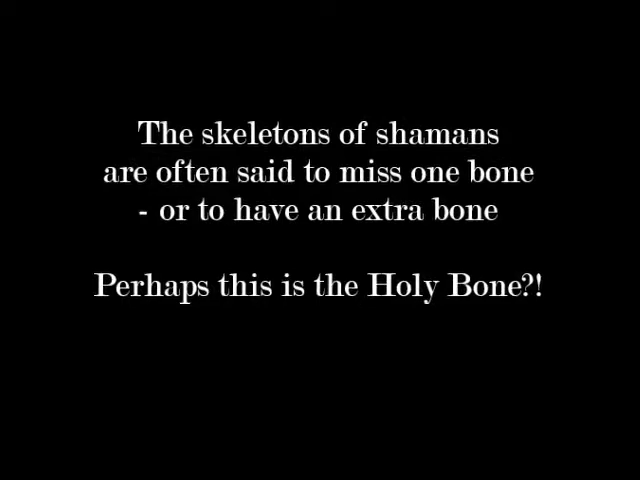 The skeletons of shamans
are often said to miss one bone
- or to have an extra bone
Perhaps this is the Holy Bone?!